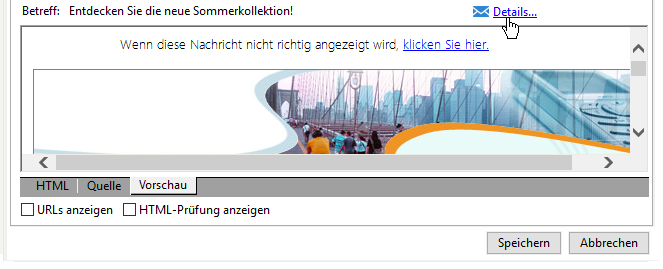 Betreff: Entdecken Sie die neue Sommerkollektion! Details...
Wenn diese Nachricht nicht richtig angezeigt wird, klicken Sie hier.
HTML Quelle Vorschau
URLs anzeigen HTML-Prüfung anzeigen
Speichern Abbrechen